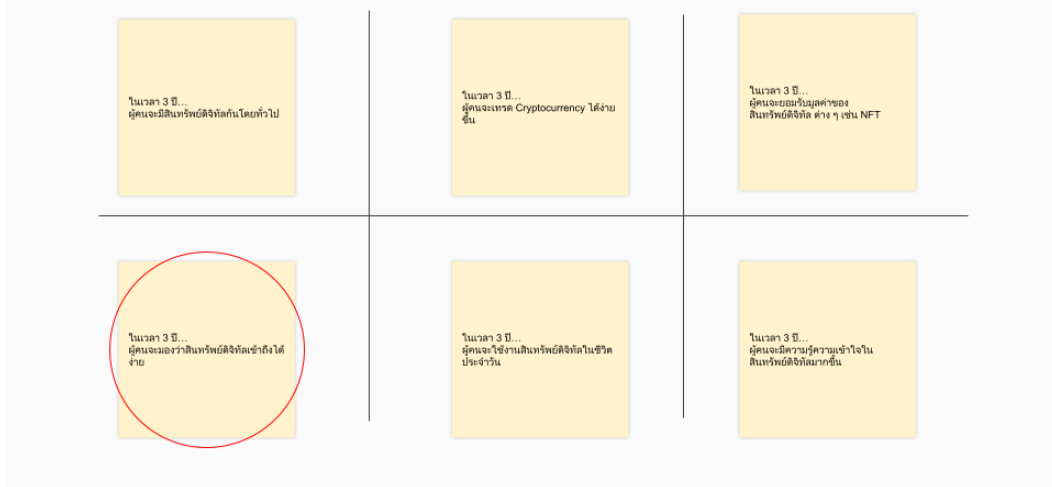 ในเวลา 3 ปี…
ผู้คนจะมีสินทรัพย์ดิจิทัลกันโดยทั่วไป
ในเวลา 3 ปี…
ผู้คนจะเทรด Cryptocurrency ได้ง่าย
ขึ้น
ในเวลา 3 ปี…
ผู้คนจะยอมรับมูลค่าของ
สินทรัพย์ดิจิทัล ต่าง ๆ เช่น NFT
ในเวลา 3 ปี…
ผู้คนจะมองว่าสินทรัพย์ดิจิทัลเข้าถึงได้
ง่าย
ในเวลา 3 ปี…
ผู้คนจะใช้งานสินทรัพย์ดิจิทัลในชีวิต
ประจำวัน
ในเวลา 3 ปี…
ผู้คนจะมีความรู้ความเข้าใจใน
สินทรัพย์ดิจิทัลมากขึ้น